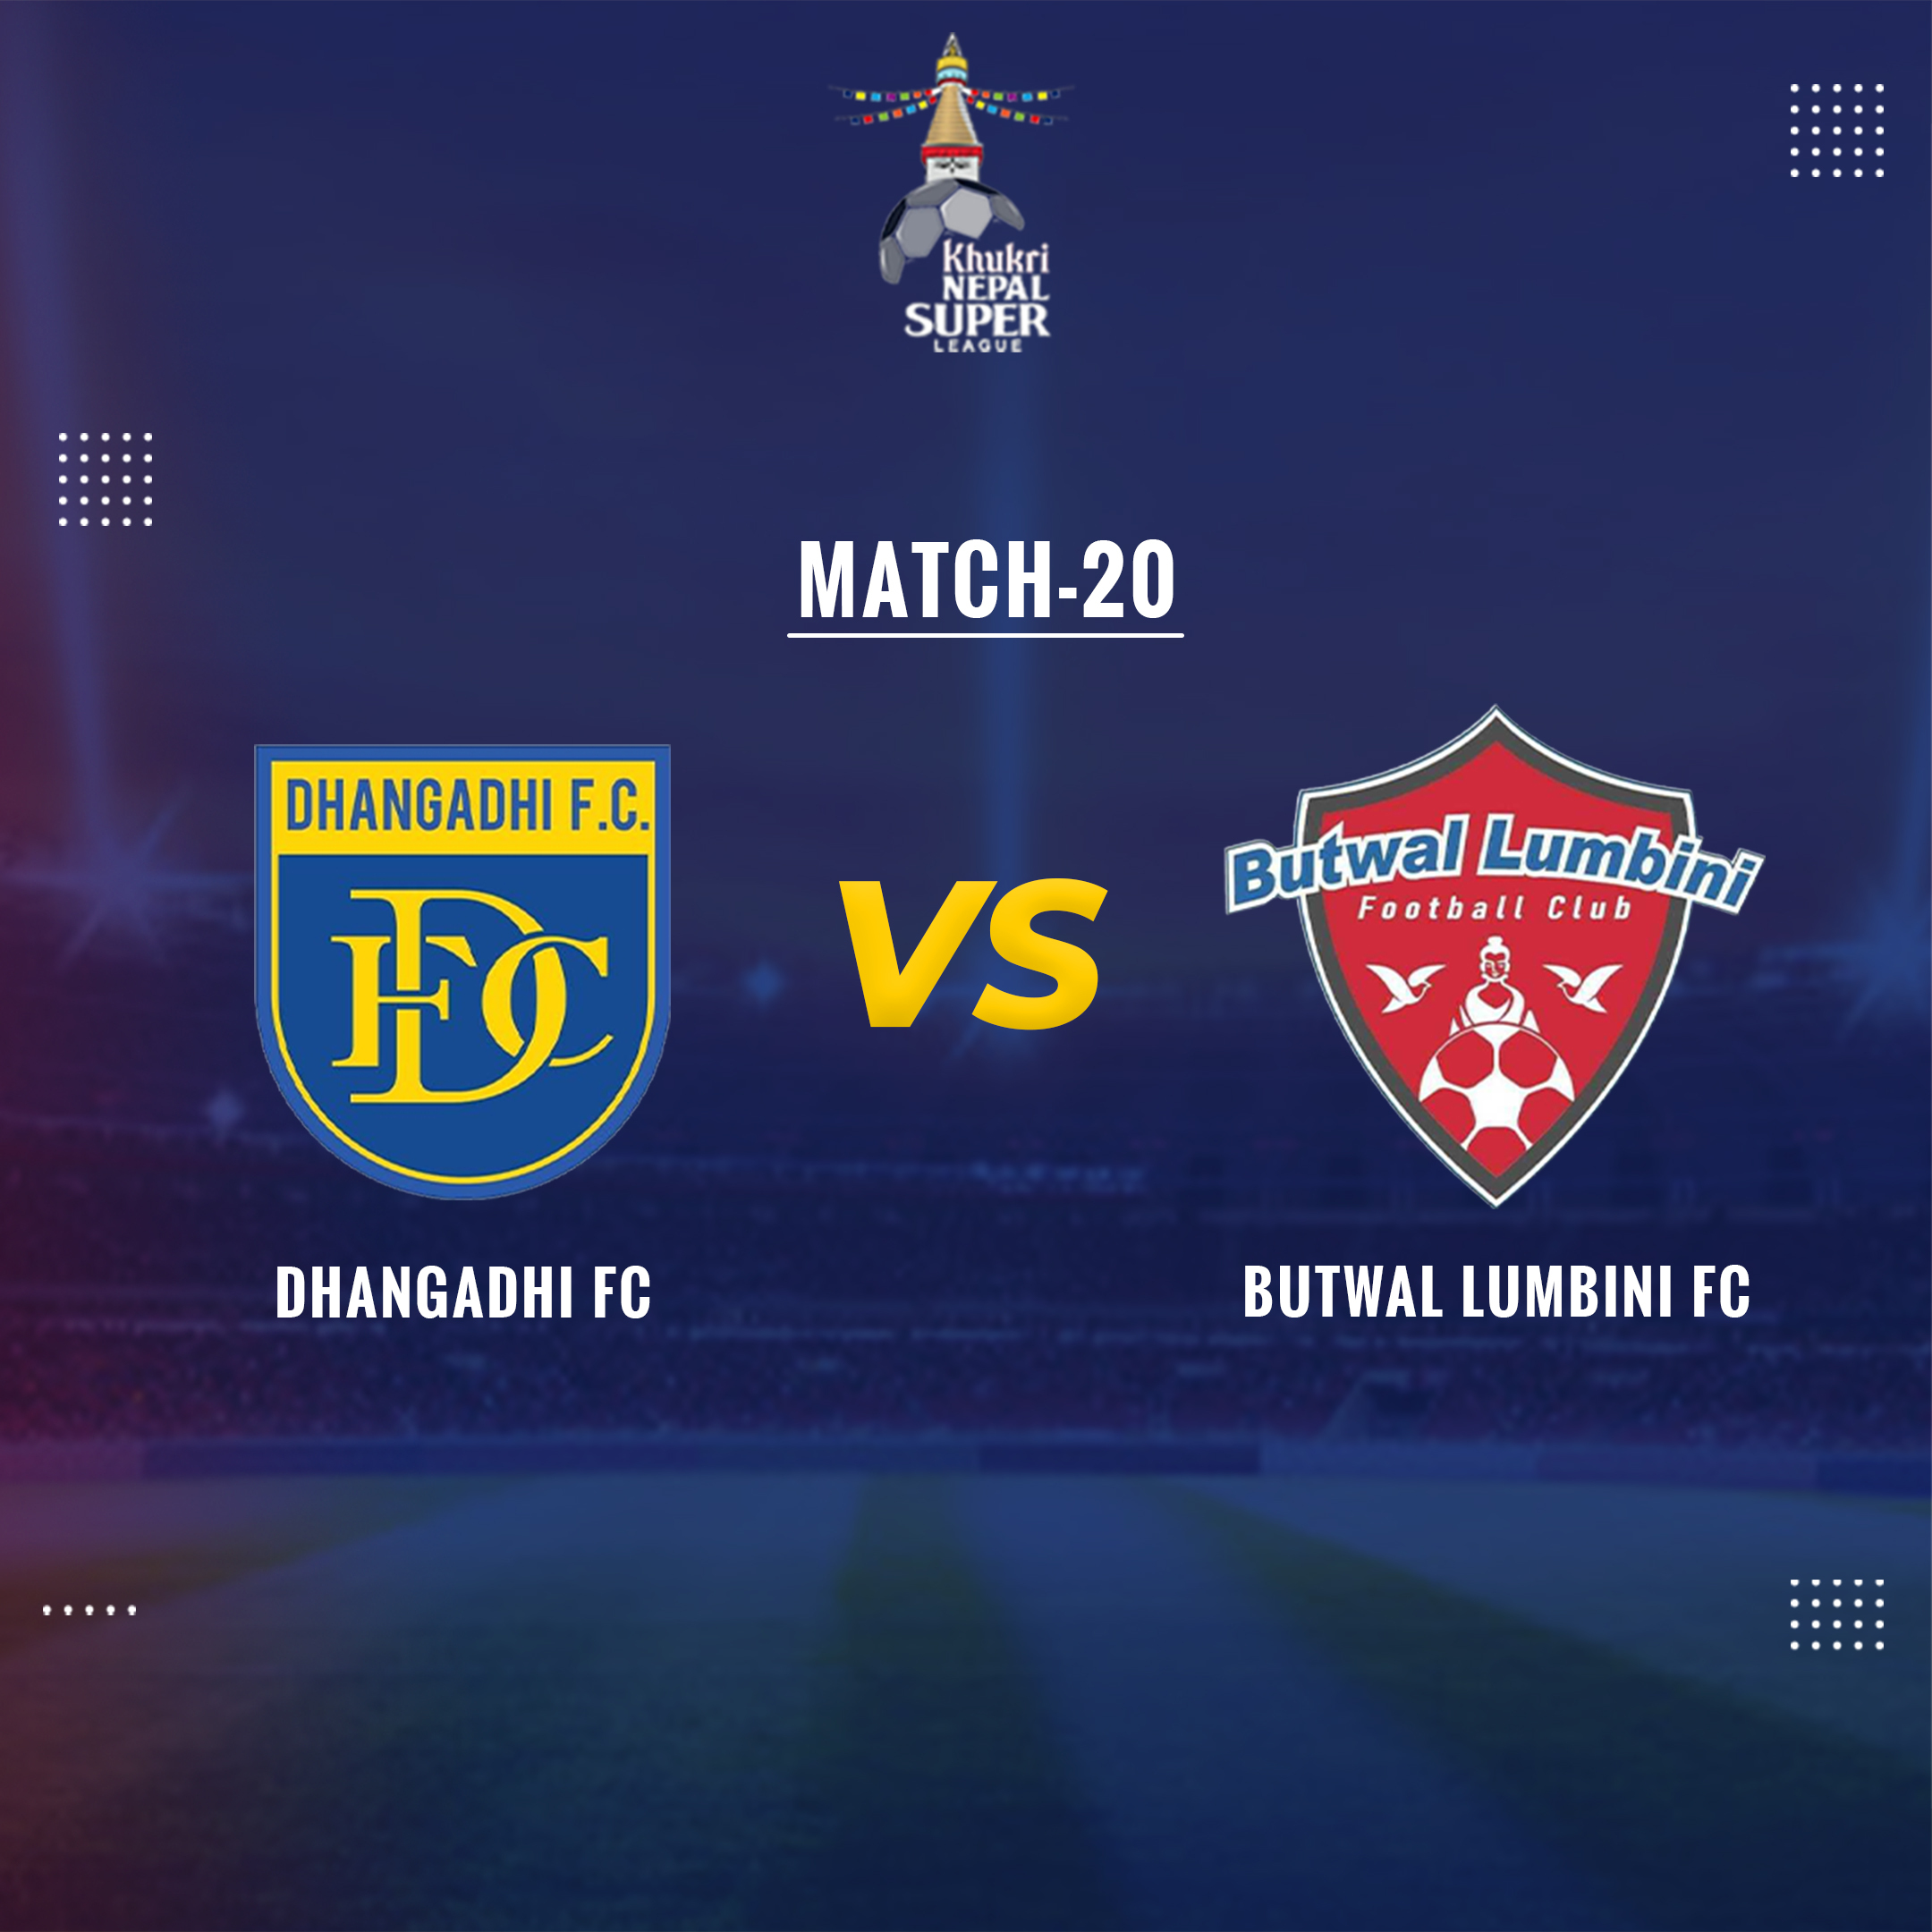 Khukri
NEPAL
SUPER
LEAGUE
MATCH-20
DHANGADHI F.C.
DFC
VS
Butwal Lumbini
Football Club
DHANGADHI FC
BUTWAL LUMBINI FC